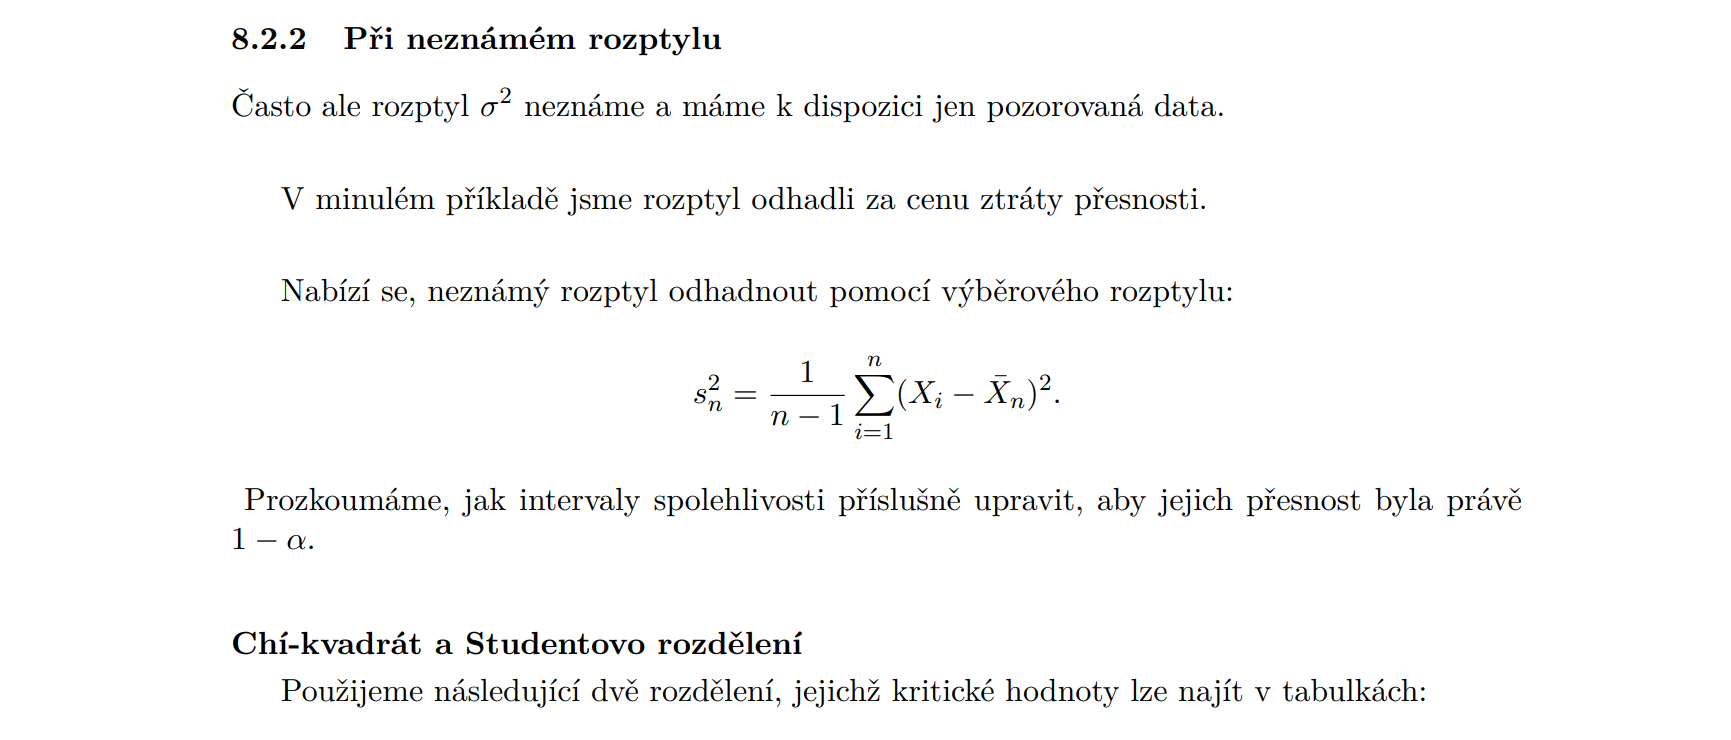 8.2.2 Při neznámém rozptylu
Často ale rozptyl σ² neznáme a máme k dispozici jen pozorovaná data.
V minulém příkladě jsme rozptyl odhadli za cenu ztráty přesnosti.
Nabízí se, neznámý rozptyl odhadnout pomocí výběrového rozptylu:
$s_n^2 = \frac{1}{n-1} \sum_{i=1}^{n} (X_i - \bar{X}_n)^2.$
Prozkoumáme, jak intervaly spolehlivosti příslušně upravit, aby jejich přesnost byla právě
1 − α.
Chí-kvadrát a Studentovo rozdělení
Použijeme následující dvě rozdělení, jejichž kritické hodnoty lze najít v tabulkách: